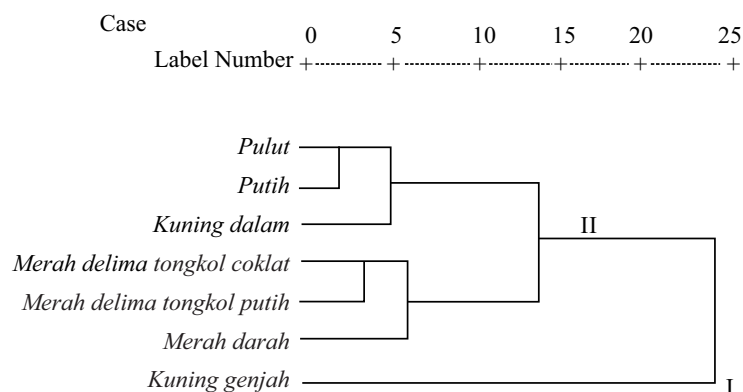 Case
0 5 10 15 20 25
Label Number + --------- + --------- + --------- + --------- + --------- +
Pulut
Putih
Kuning dalam
II
Merah delima tongkol coklat
Merah delima tongkol putih
Merah darah
Kuning genjah
I